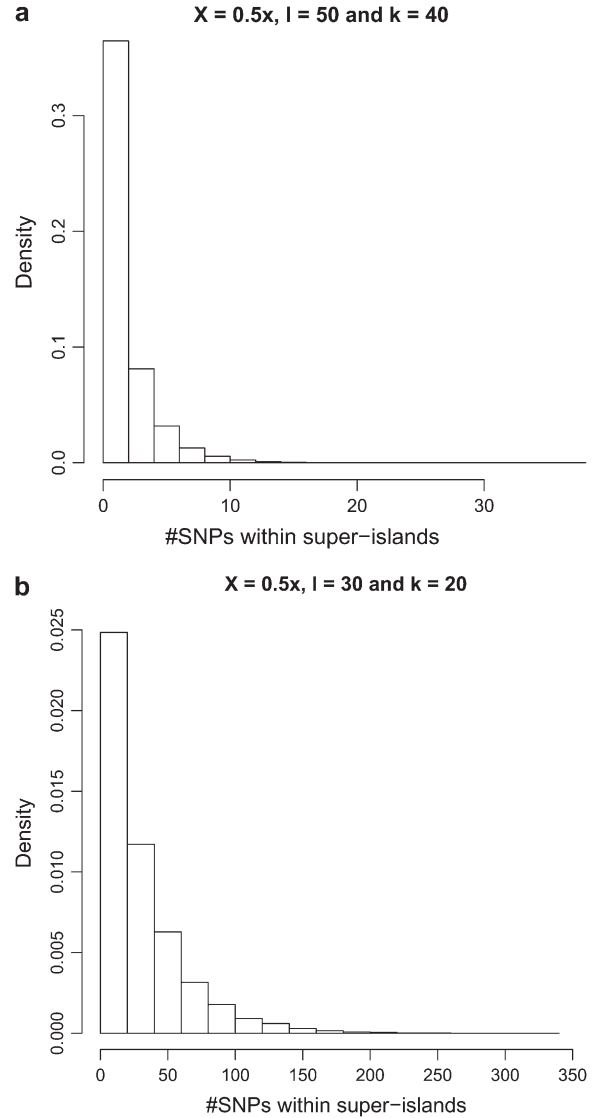 a
X = 0.5x, l = 50 and k = 40
Density
0.3
0.2
0.1
0.0
0 10 20 30
#SNPs within super−islands
b
X = 0.5x, l = 30 and k = 20
Density
0.025
0.020
0.015
0.010
0.005
0.000
0 50 100 150 200 250 300 350
#SNPs within super−islands